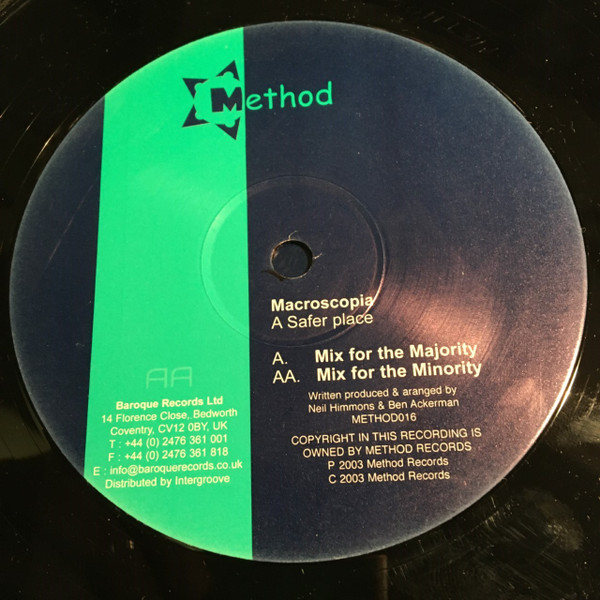 Method
Macroscopia
A Safer place
A. Mix for the Majority
AA. Mix for the Minority
Written produced & aranged by
Neil Himmons & Ben Ackerman
METHOD016
COPYRIGHT IN THIS RECORDING IS
OWNED BY METHOD RECORDS
P 2003 Method Records
C 2003 Method Records
AA
Baroque Records Ltd
14 Florence Close, Bedworth
Coventry, CV12 0BY, UK
T : +44 (0) 2476 361 001
F : +44 (0) 2476 361 818
E : info@baroquerecords.co.uk
Distributed by Intergroove